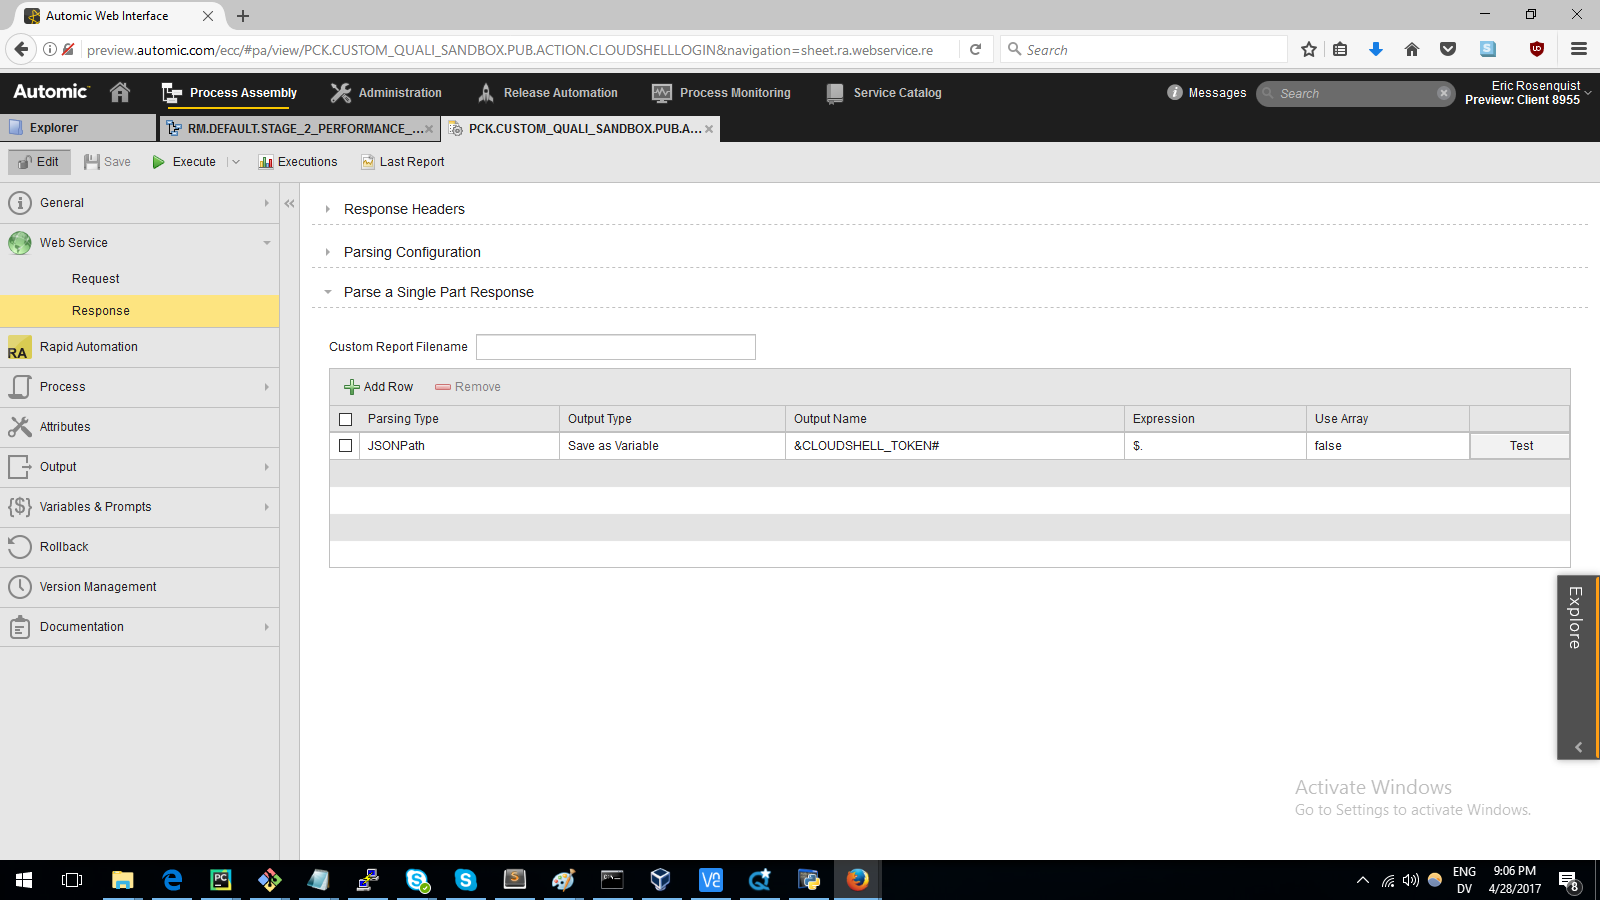 Automic Web Interface
preview.automic.com/ecc/#pa/view/PCK.CUSTOM_QUALI_SANDBOX.PUB.ACTION.CLOUDSHELLLOGIN&navigation=sheet.ra.webservice.re
Search
Automic
Process Assembly
Administration
Release Automation
Process Monitoring
Service Catalog
Messages
Search
Eric Rosenquist
Preview: Client 8955
Explorer
RM.DEFAULT.STAGE_2_PERFORMANCE_...
PCK.CUSTOM_QUALI_SANDBOX.PUB.A...
Edit
Save
Execute
Executions
Last Report
General
Web Service
Request
Response
RA
Rapid Automation
Process
Attributes
Output
{$}
Variables & Prompts
Rollback
Version Management
Documentation
Response Headers
Parsing Configuration
Parse a Single Part Response
Custom Report Filename
Add Row
Remove
Parsing Type
Output Type
Output Name
Expression
Use Array
JSONPath
Save as Variable
&CLOUDSHELL_TOKEN#
$.
false
Test
Explore
Activate Windows
Go to Settings to activate Windows.
ENG
DV
9:06 PM
4/28/2017
8